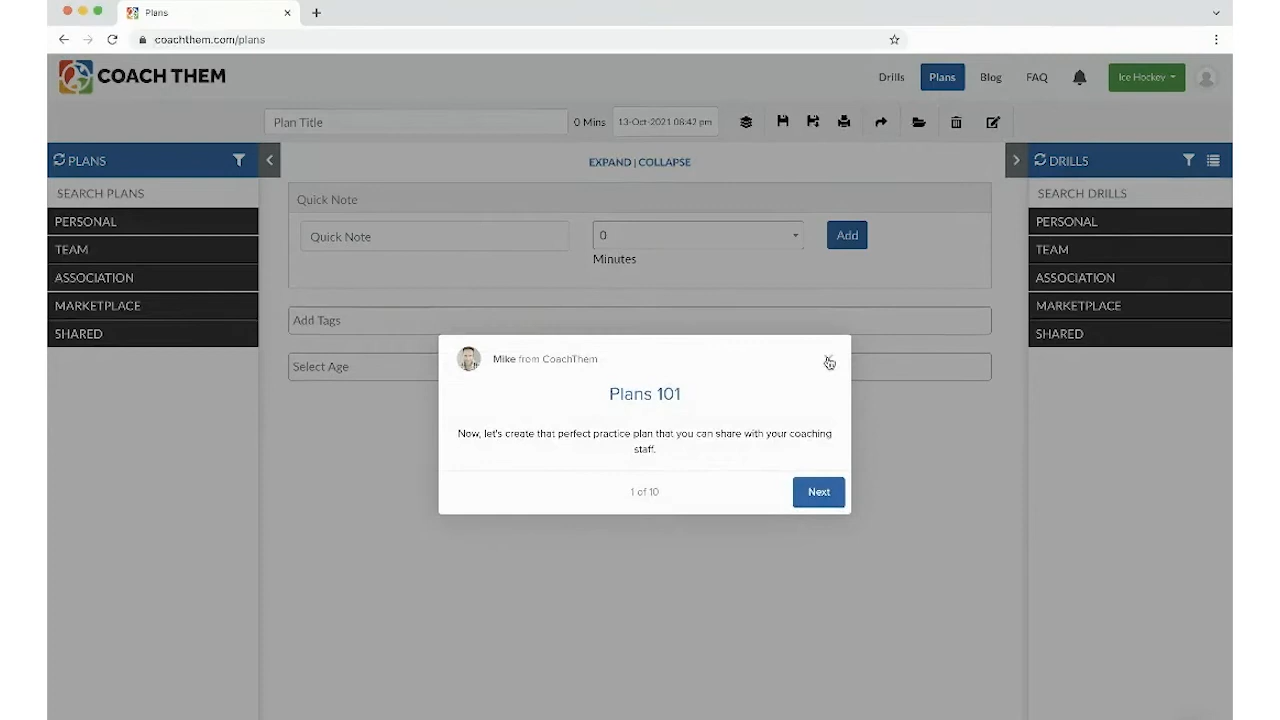 Plans
coachthem.com/plans
COACH THEM
Drills
Plans
Blog
FAQ
Ice Hockey
Plan Title
0 Mins
13-Oct-2021 06:42 pm
PLANS
EXPAND | COLLAPSE
DRILLS
SEARCH PLANS
Quick Note
SEARCH DRILLS
PERSONAL
TEAM
ASSOCIATION
MARKETPLACE
SHARED
Quick Note
0
Add
Minutes
Add Tags
Select Age
PERSONAL
TEAM
ASSOCIATION
MARKETPLACE
SHARED
Mike from CoachThem
Plans 101
Now, let's create that perfect practice plan that you can share with your coaching
staff.
1 of 10
Next